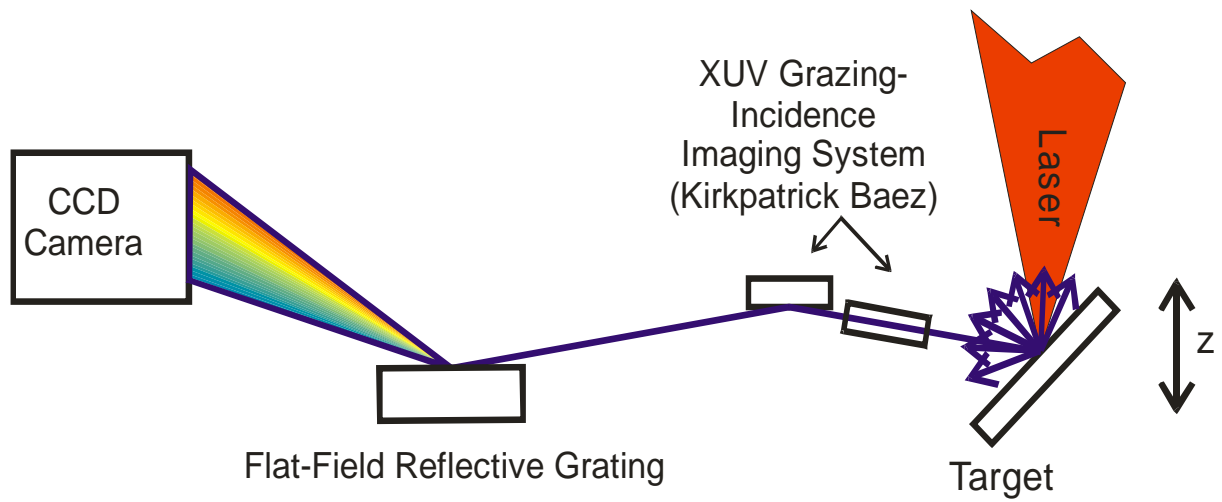 XUV Grazing-
Incidence
Imaging System
(Kirkpatrick Baez)
Laser
CCD
Camera
z
Flat-Field Reflective Grating
Target